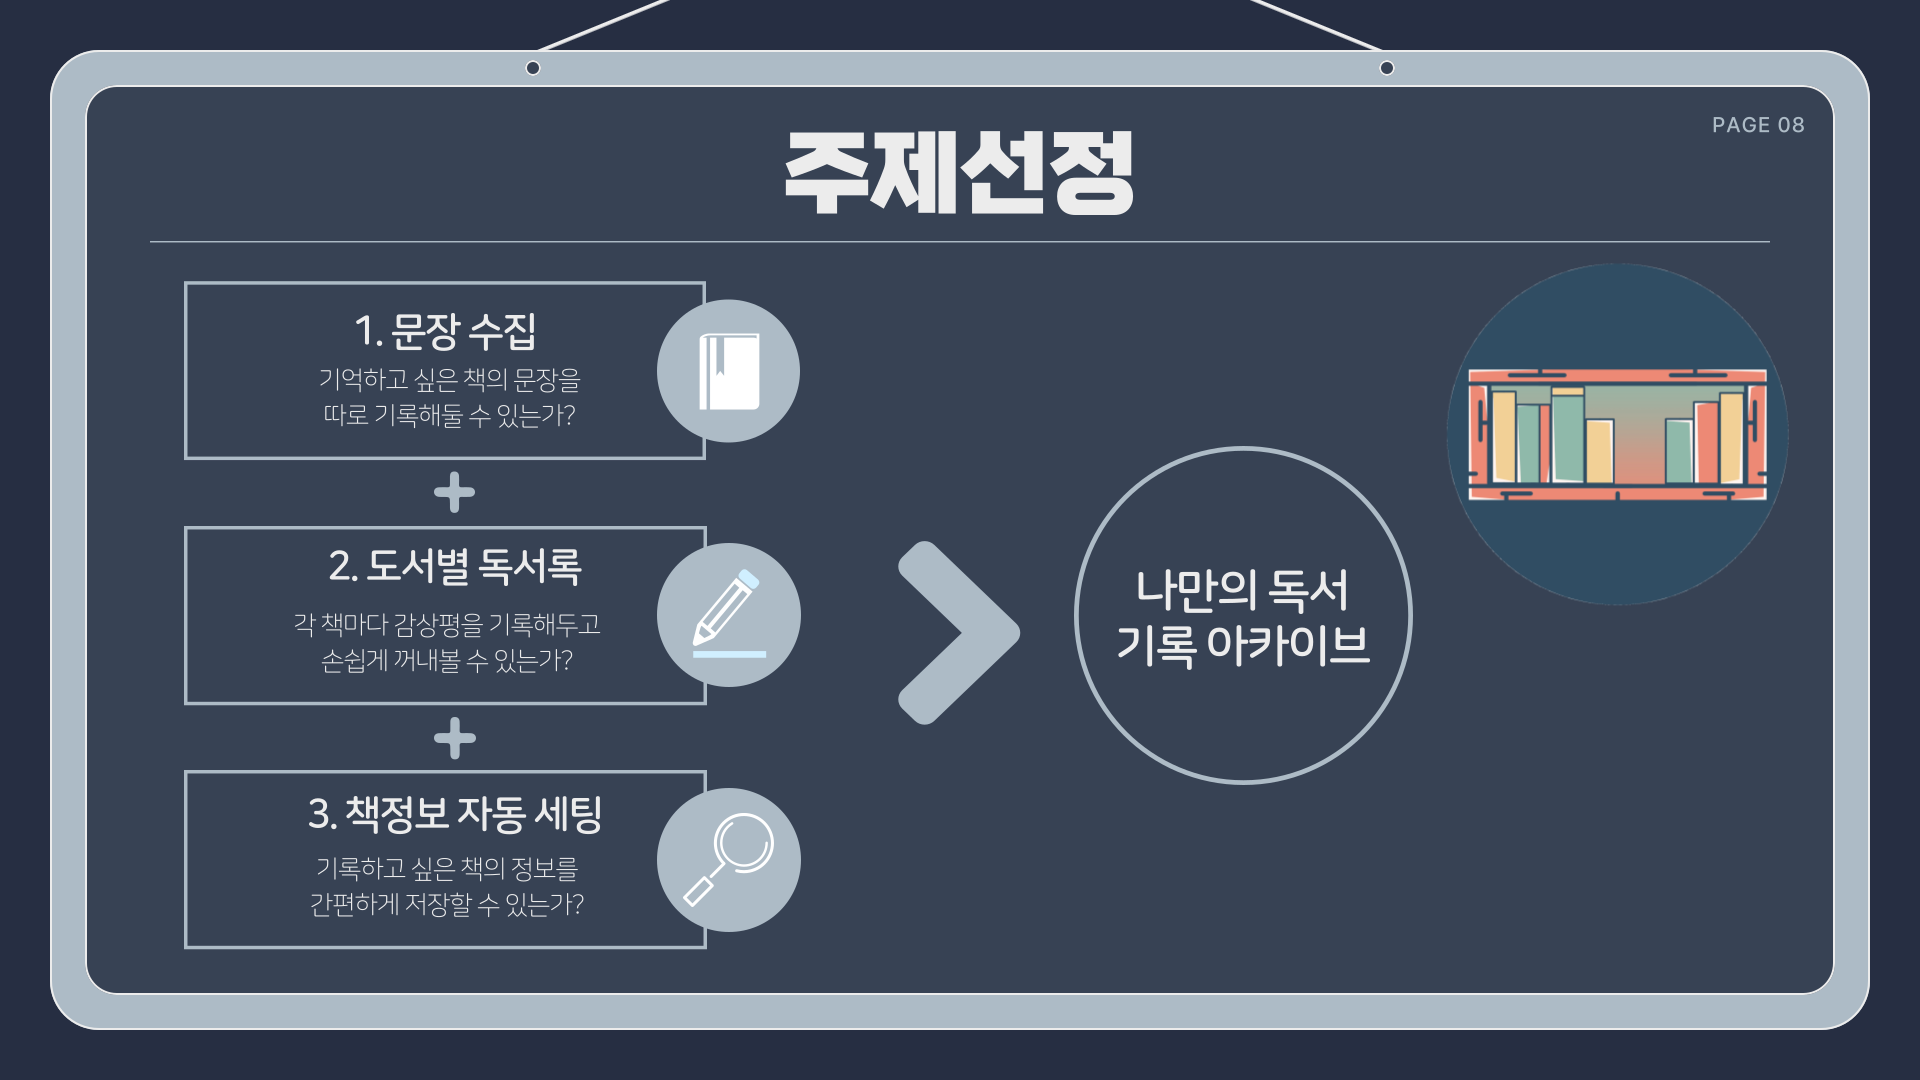 PAGE 08
주제선정
1. 문장 수집
기억하고 싶은 책의 문장을
따로 기록해둘 수 있는가?
2. 도서별 독서록
각 책마다 감상평을 기록해두고
손쉽게 꺼내볼 수 있는가?
3. 책정보 자동 세팅
기록하고 싶은 책의 정보를
간편하게 저장할 수 있는가?
나만의 독서
기록 아카이브